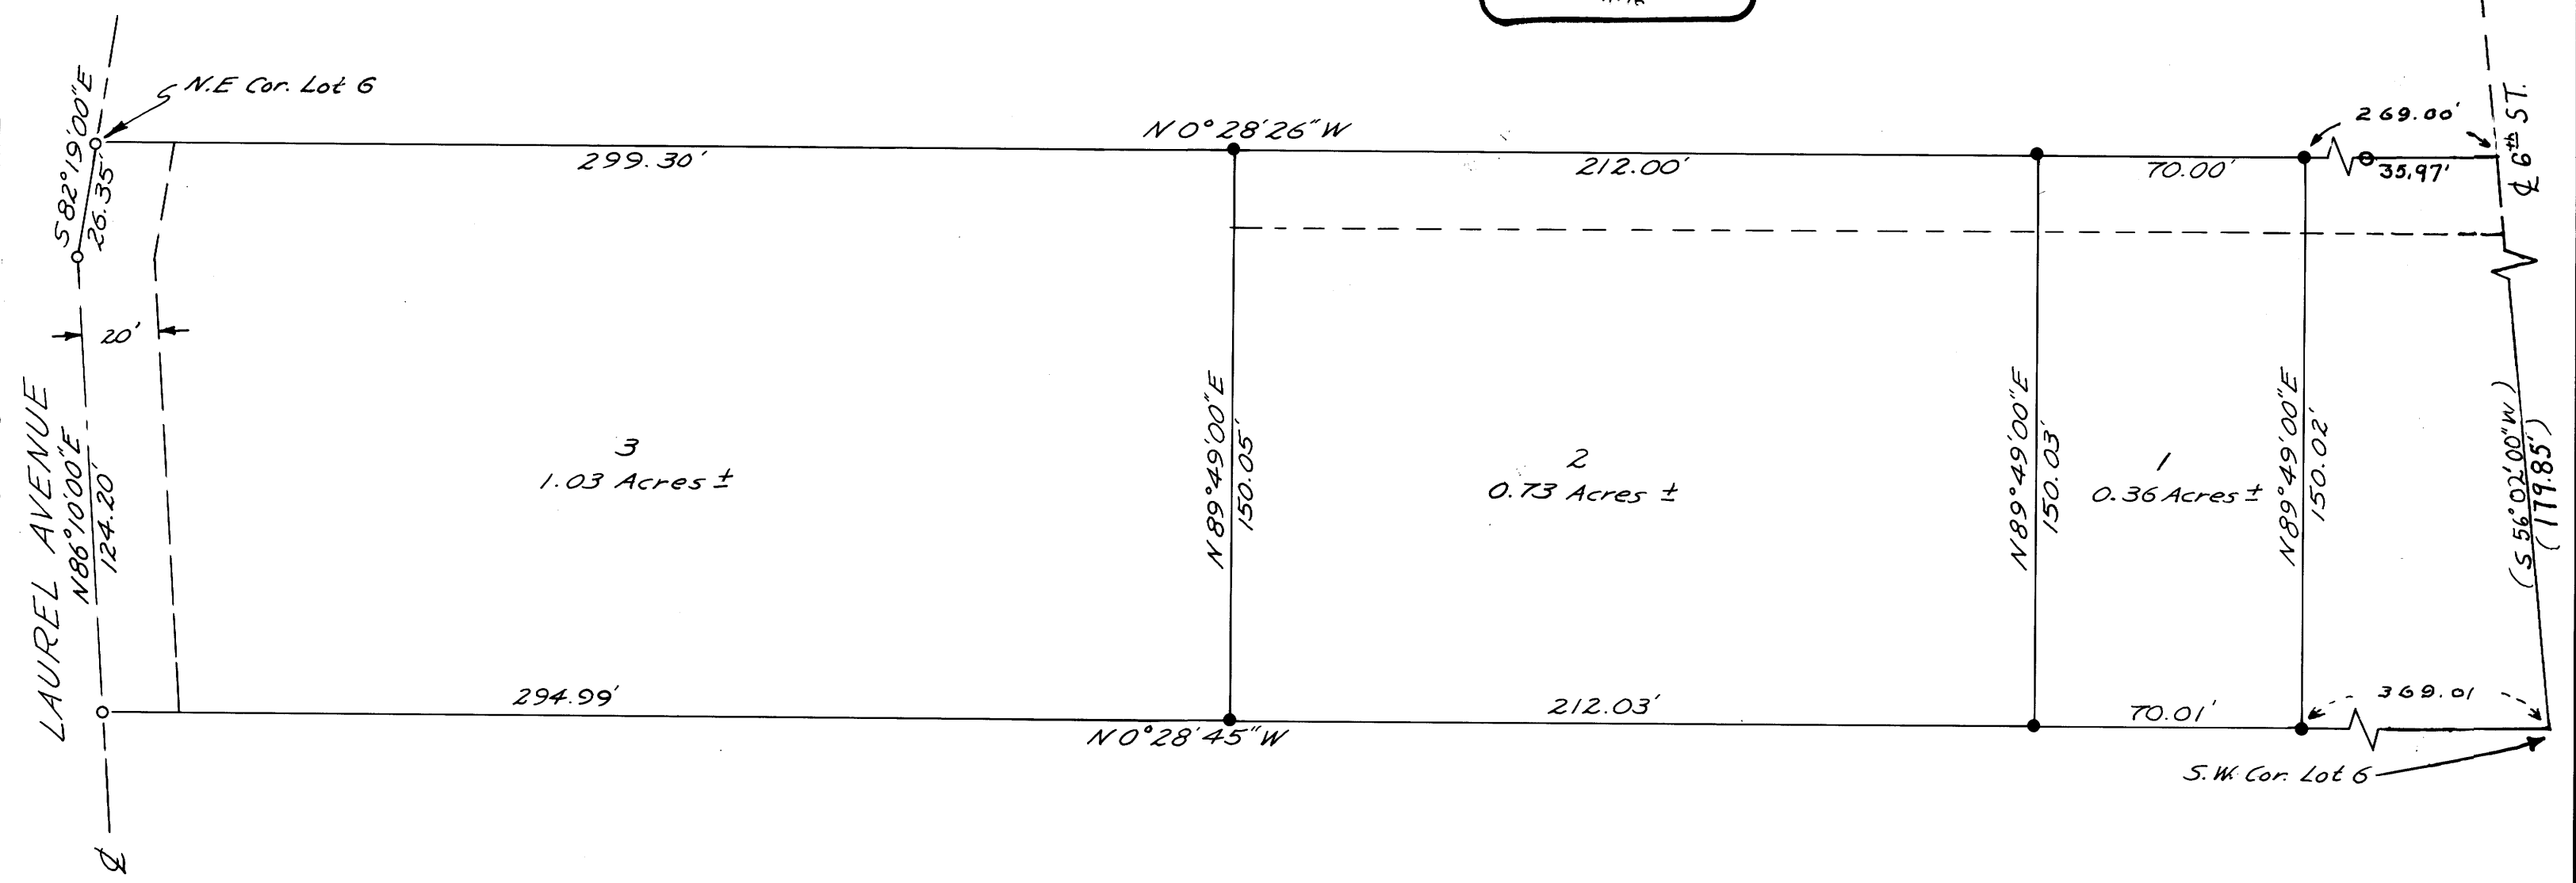 N.E Cor. Lot 6
S82°19'00"E
26.35'
N0°28'26"W
299.30'
212.00'
70.00'
269.00'
35.97'
℄ 6th ST.
20'
LAUREL AVENUE
N86°10'00"E
124.20'
3
1.03 Acres ±
N89°49'00"E
150.05'
2
0.73 Acres ±
N89°49'00"E
150.03'
1
0.36 Acres ±
N89°49'00"E
150.02'
(S 56°02'00"W)
(179.85')
294.99'
212.03'
70.01'
369.01
N0°28'45"W
S.W. Cor. Lot 6
℄